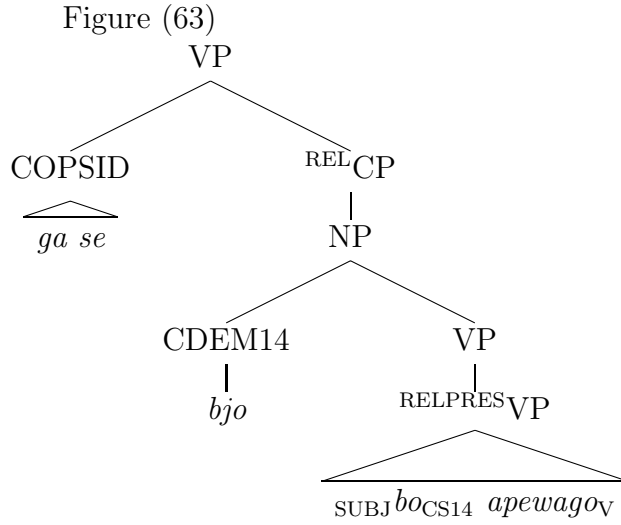 Figure (63)
VP
COPSID RELCP
ga se NP
CDEM14 VP
bjo RELPRESVP
SUBJboCS14 apewagoV